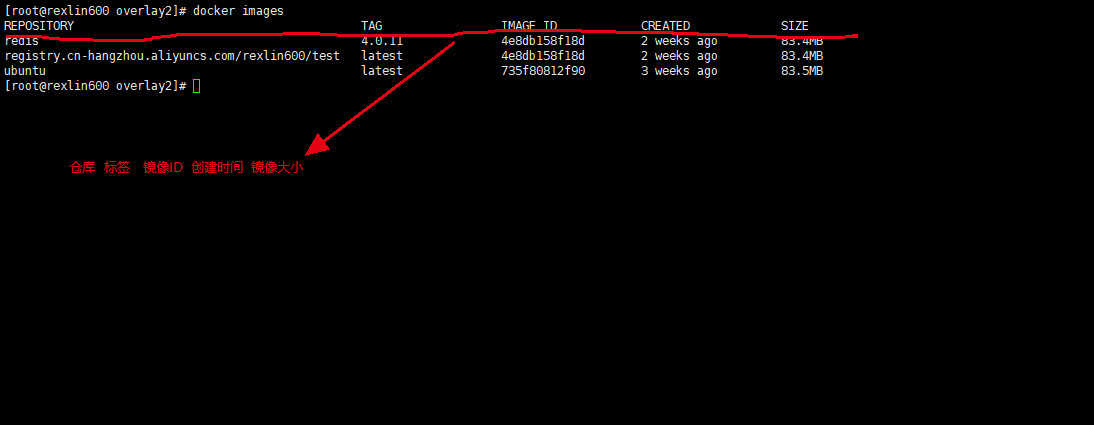 [root@rexlin600 overlay2]# docker images
REPOSITORY TAG IMAGE ID CREATED SIZE
redis 4.0.11 4e8db158f18d 2 weeks ago 83.4MB
registry.cn-hangzhou.aliyuncs.com/rexlin600/test latest 4e8db158f18d 2 weeks ago 83.4MB
ubuntu latest 735f80812f90 3 weeks ago 83.5MB
[root@rexlin600 overlay2]#
仓库 标签 镜像ID 创建时间 镜像大小